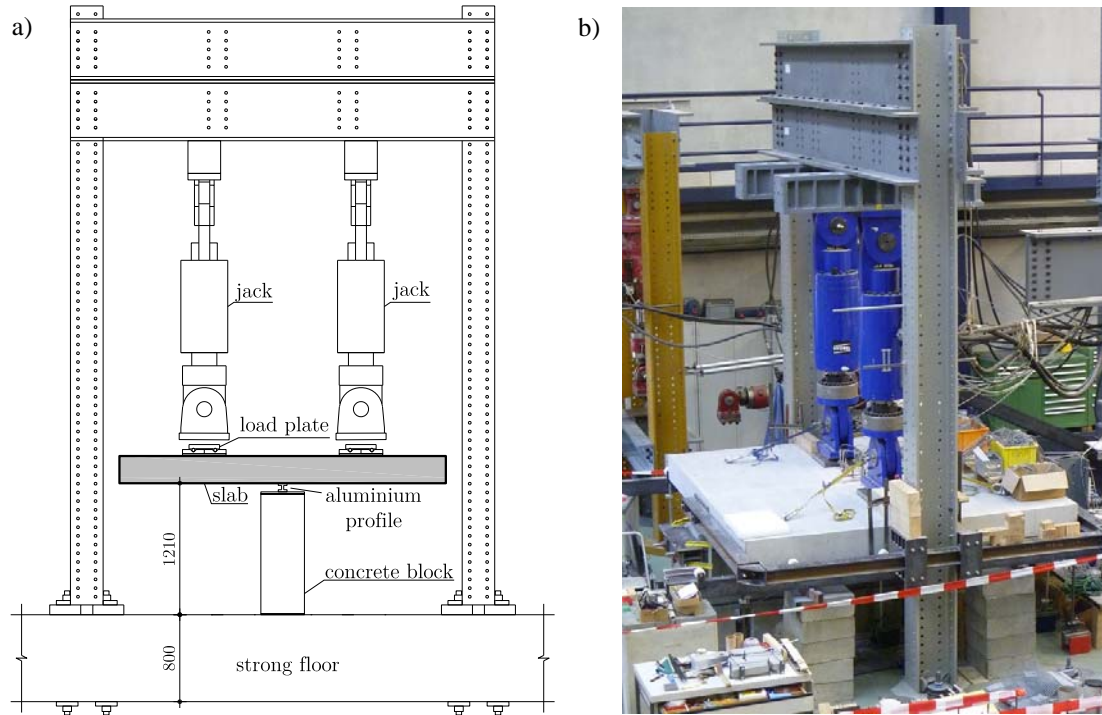 a)
b)
jack
jack
load plate
slab
aluminium
profile
1210
concrete block
800
strong floor